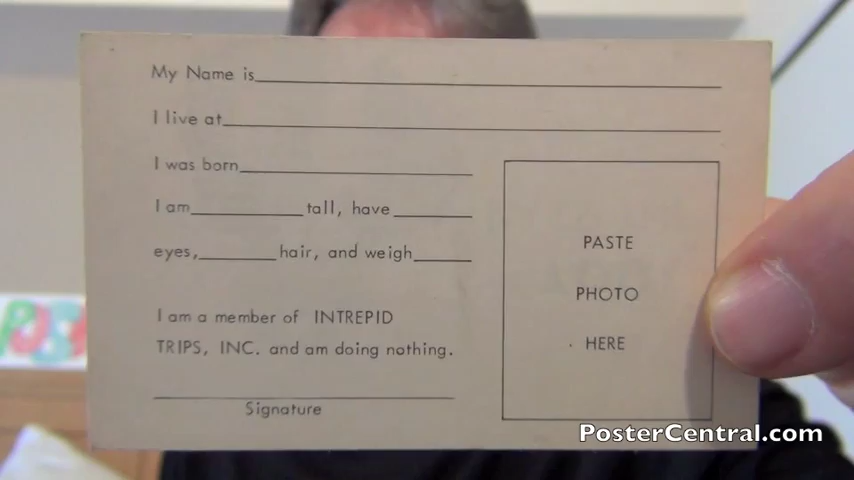 My Name is
I live at
I was born
I am tall, have
eyes, hair, and weigh
I am a member of INTREPID
TRIPS, INC. and am doing nothing.
Signature
PASTE
PHOTO
HERE
PosterCentral.com